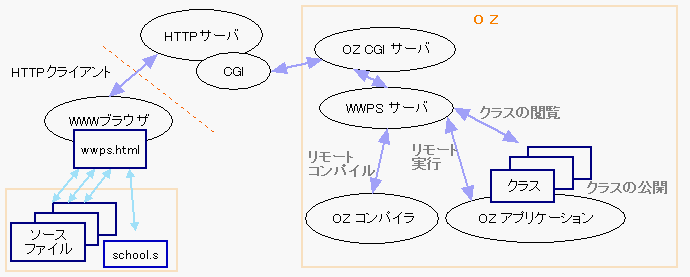 OZ
HTTPサーバ
CGI
OZ CGI サーバ
HTTPクライアント
WWWブラウザ
wwps.html
WWPS サーバ
クラスの閲覧
リモート
コンパイル
リモート
実行
クラス
クラスの公開
ソース
ファイル
school.s
OZ コンパイラ
OZ アプリケーション